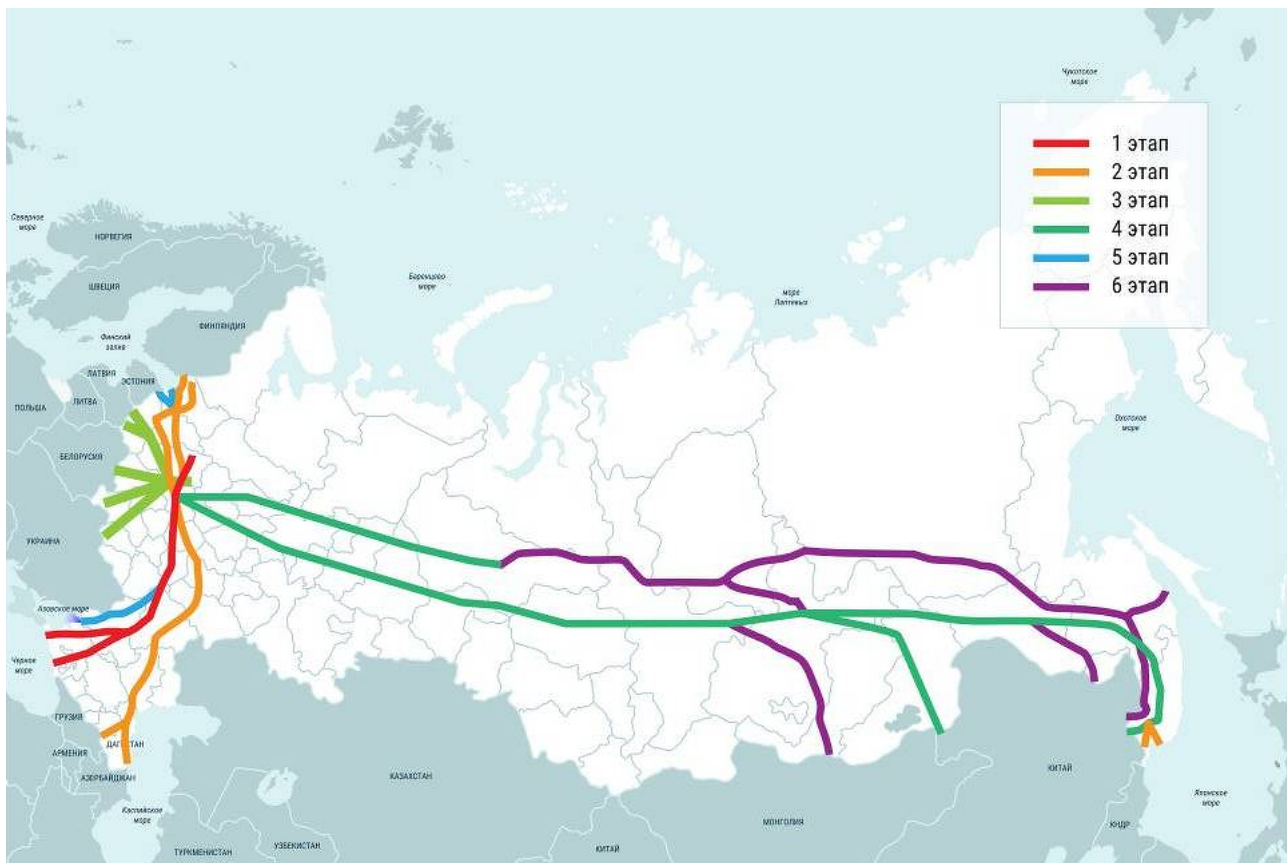 Чукотское
море
1 этап
2 этап
3 этап
4 этап
5 этап
6 этап
Северное
море
НОРВЕГИЯ
ШВЕЦИЯ
Баренцево
море
море
Лаптевых
ФИНЛЯНДИЯ
Финский
залив
ЛАТВИЯ
ЭСТОНИЯ
ПОЛЬША
ЛИТВА
Охотское
море
БЕЛОРУСИЯ
УКРАИНА
Азовское море
Черное
море
ГРУЗИЯ
АРМЕНИЯ
ДАГЕСТАН
АЗЕРБАЙДЖАН
КАЗАХСТАН
КИТАЙ
Каспийское
море
Японское
море
МОНГОЛИЯ
КНДР
ТУРКМЕНИСТАН
УЗБЕКИСТАН
КИТАЙ